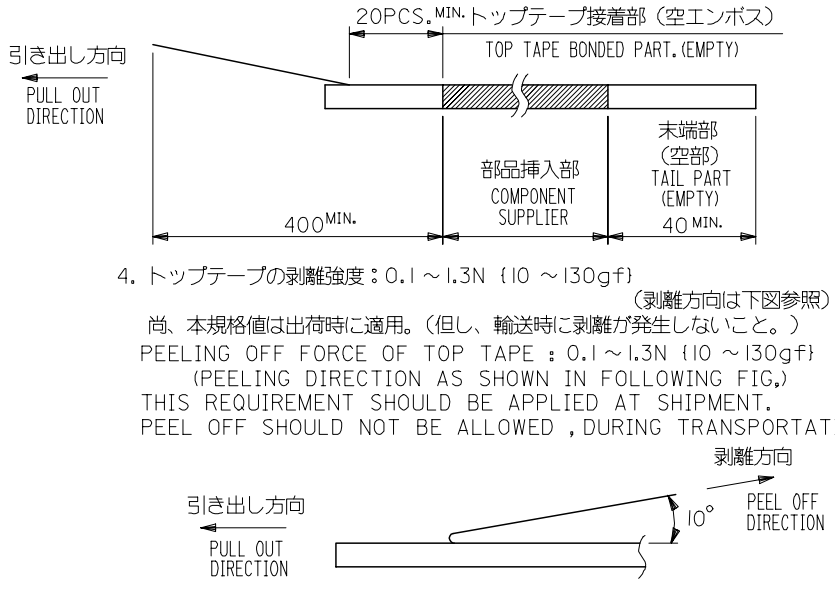 20PCS.MIN.トップテープ接着部（空エンボス）
TOP TAPE BONDED PART.(EMPTY)
引き出し方向
PULL OUT
DIRECTION
末端部
（空部）
TAIL PART
(EMPTY)
部品挿入部
COMPONENT
SUPPLIER
400MIN.
40MIN.
4. トップテープの剥離強度：0.1～1.3N {10 ～130gf}
（剥離方向は下図参照）
尚、本規格値は出荷時に適用。（但し、輸送時に剥離が発生しないこと。）
PEELING OFF FORCE OF TOP TAPE : 0.1～1.3N {10 ～130gf}
(PEELING DIRECTION AS SHOWN IN FOLLOWING FIG.)
THIS REQUIREMENT SHOULD BE APPLIED AT SHIPMENT.
PEEL OFF SHOULD NOT BE ALLOWED , DURING TRANSPORTAT
剥離方向
引き出し方向
PEEL OFF
DIRECTION
10°
PULL OUT
DIRECTION